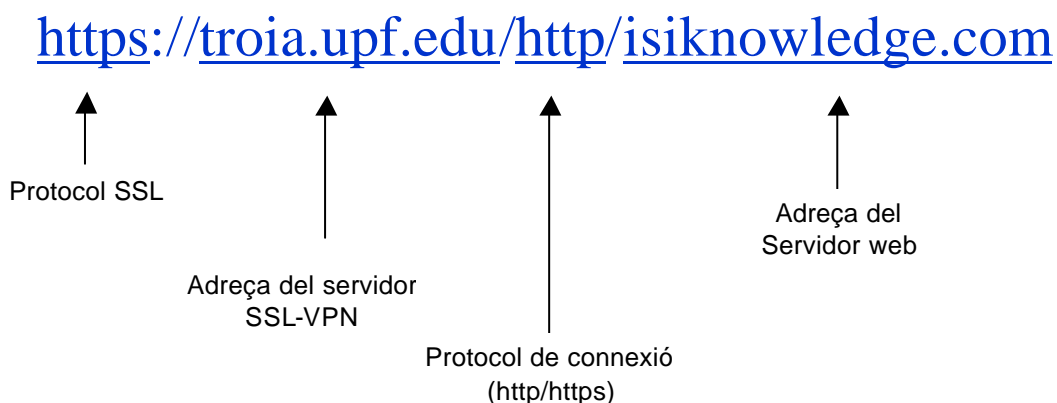 https://troia.upf.edu/http/isiknowledge.com
Protocol SSL
Adreça del servidor
SSL-VPN
Protocol de connexió
(http/https)
Adreça del
Servidor web